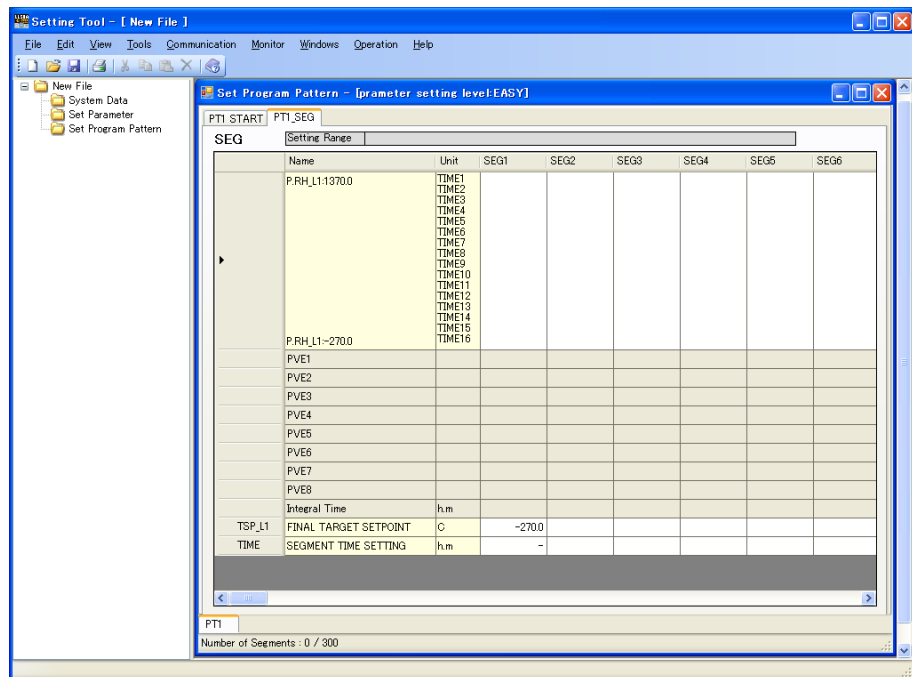 Setting Tool - [ New File ]
File Edit View Tools Communication Monitor Windows Operation Help
New File
System Data
Set Parameter
Set Program Pattern
Set Program Pattern - [prameter setting level:EASY]
PT1 START PT1_SEG
SEG Setting Range
Name Unit SEG1 SEG2 SEG3 SEG4 SEG5 SEG6
P.RH_L1:1370.0 TIME1
TIME2
TIME3
TIME4
TIME5
TIME6
TIME7
TIME8
TIME9
TIME10
TIME11
TIME12
TIME13
TIME14
TIME15
P.RH_L1:-270.0 TIME16
PVE1
PVE2
PVE3
PVE4
PVE5
PVE6
PVE7
PVE8
Integral Time h.m
TSP_L1 FINAL TARGET SETPOINT C -270.0
TIME SEGMENT TIME SETTING h.m -
PT1
Number of Segments : 0 / 300